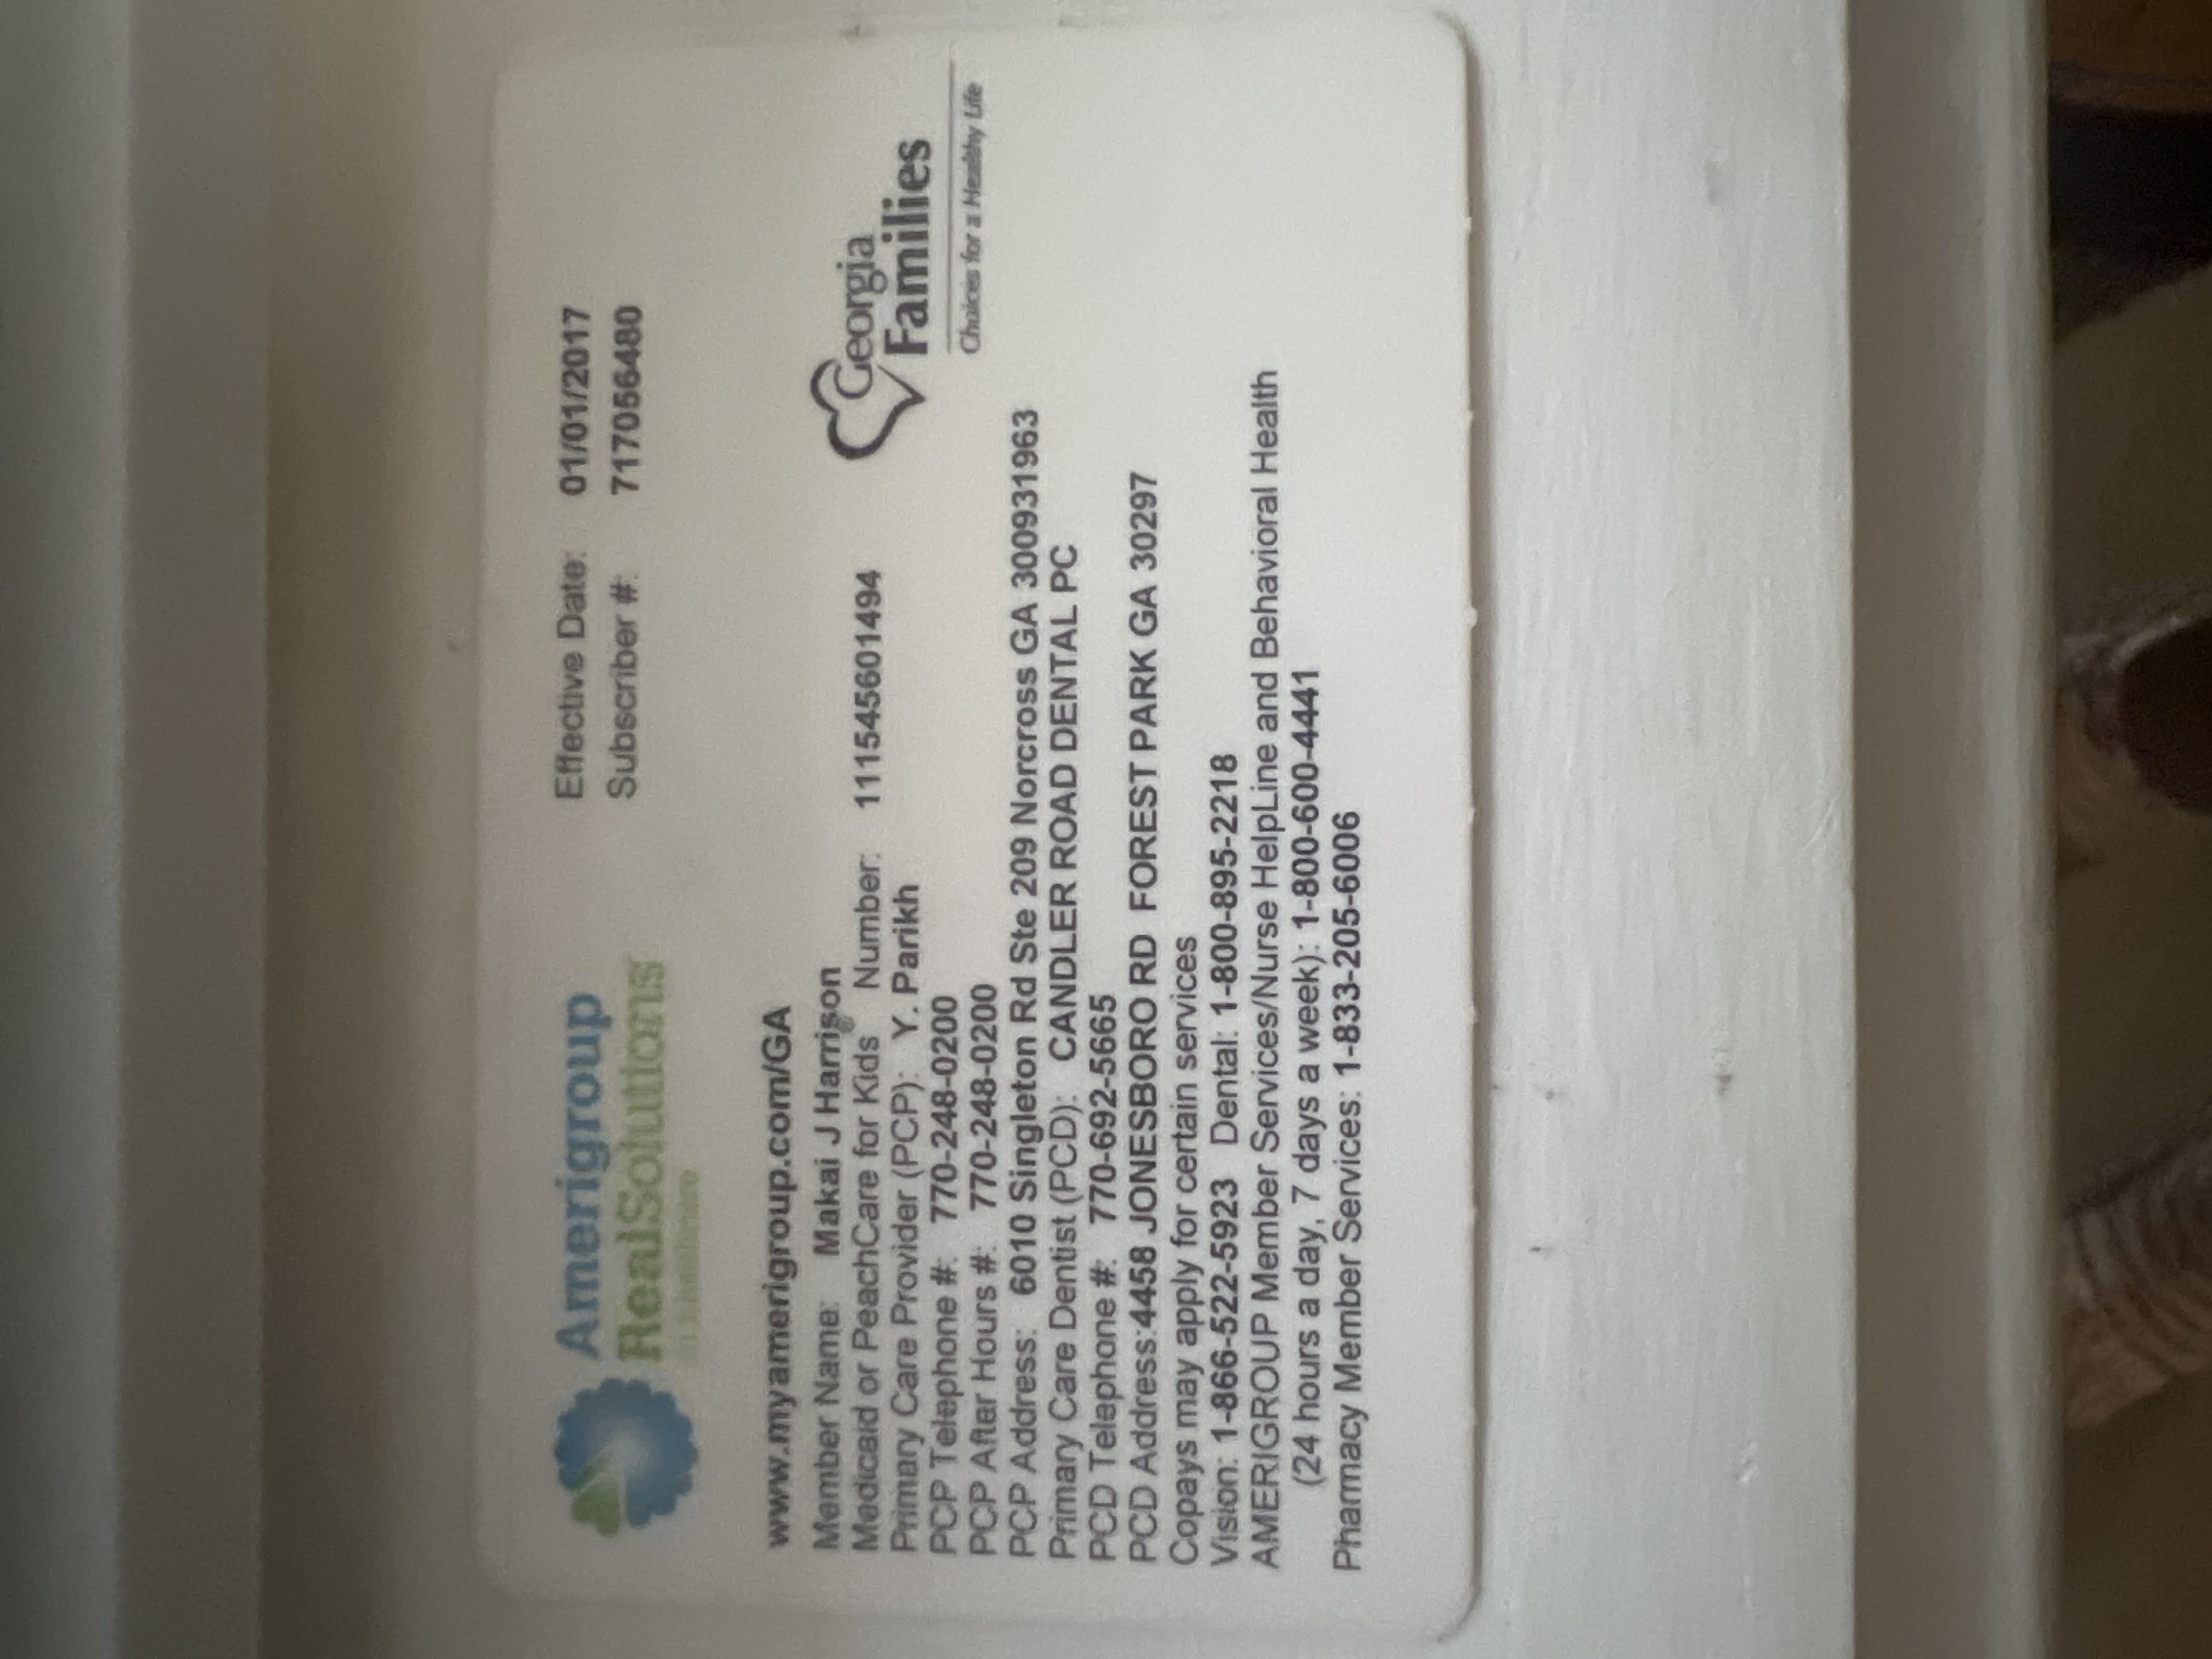 Amerigroup
RealSolutions
Effective Date: 01/01/2017
Subscriber #: 717056480
www.myamerigroup.com/GA
Member Name: Makai J Harrison
Medicaid or PeachCare for Kids® Number: 111545601494
Primary Care Provider (PCP): Y. Parikh
PCP Telephone #: 770-248-0200
PCP After Hours #: 770-248-0200
PCP Address: 6010 Singleton Rd Ste 209 Norcross GA 300931963
Primary Care Dentist (PCD): CANDLER ROAD DENTAL PC
PCD Telephone #: 770-692-5665
PCD Address:4458 JONESBORO RD FOREST PARK GA 30297
Copays may apply for certain services
Vision: 1-866-522-5923 Dental: 1-800-895-2218
AMERIGROUP Member Services/Nurse HelpLine and Behavioral Health
(24 hours a day, 7 days a week): 1-800-600-4441
Pharmacy Member Services: 1-833-205-6006
Georgia
Families
Choices for a Healthy Life